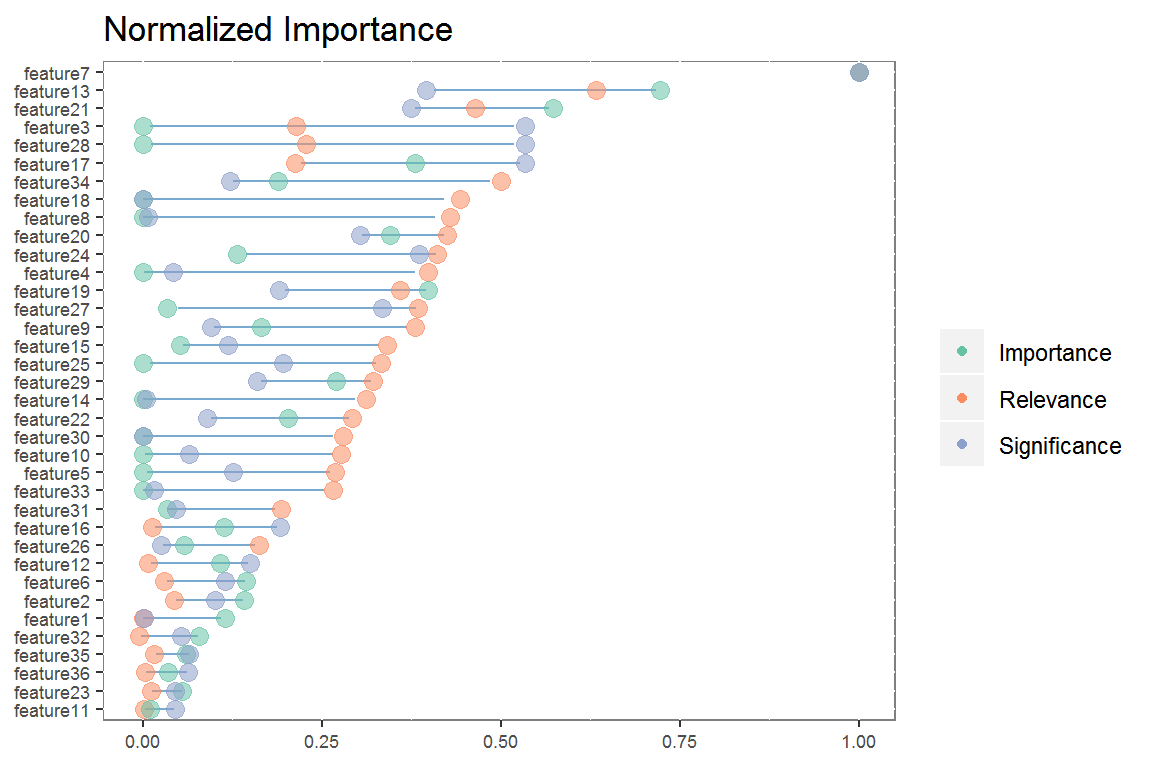 Normalized Importance
feature7
feature13
feature21
feature3
feature28
feature17
feature34
feature18
feature8
feature20
feature24
feature4
feature19
feature27
feature9
feature15
feature25
feature29
feature14
feature22
feature30
feature10
feature5
feature33
feature31
feature16
feature26
feature12
feature6
feature2
feature1
feature32
feature35
feature36
feature23
feature11
0.00 0.25 0.50 0.75 1.00
Importance
Relevance
Significance